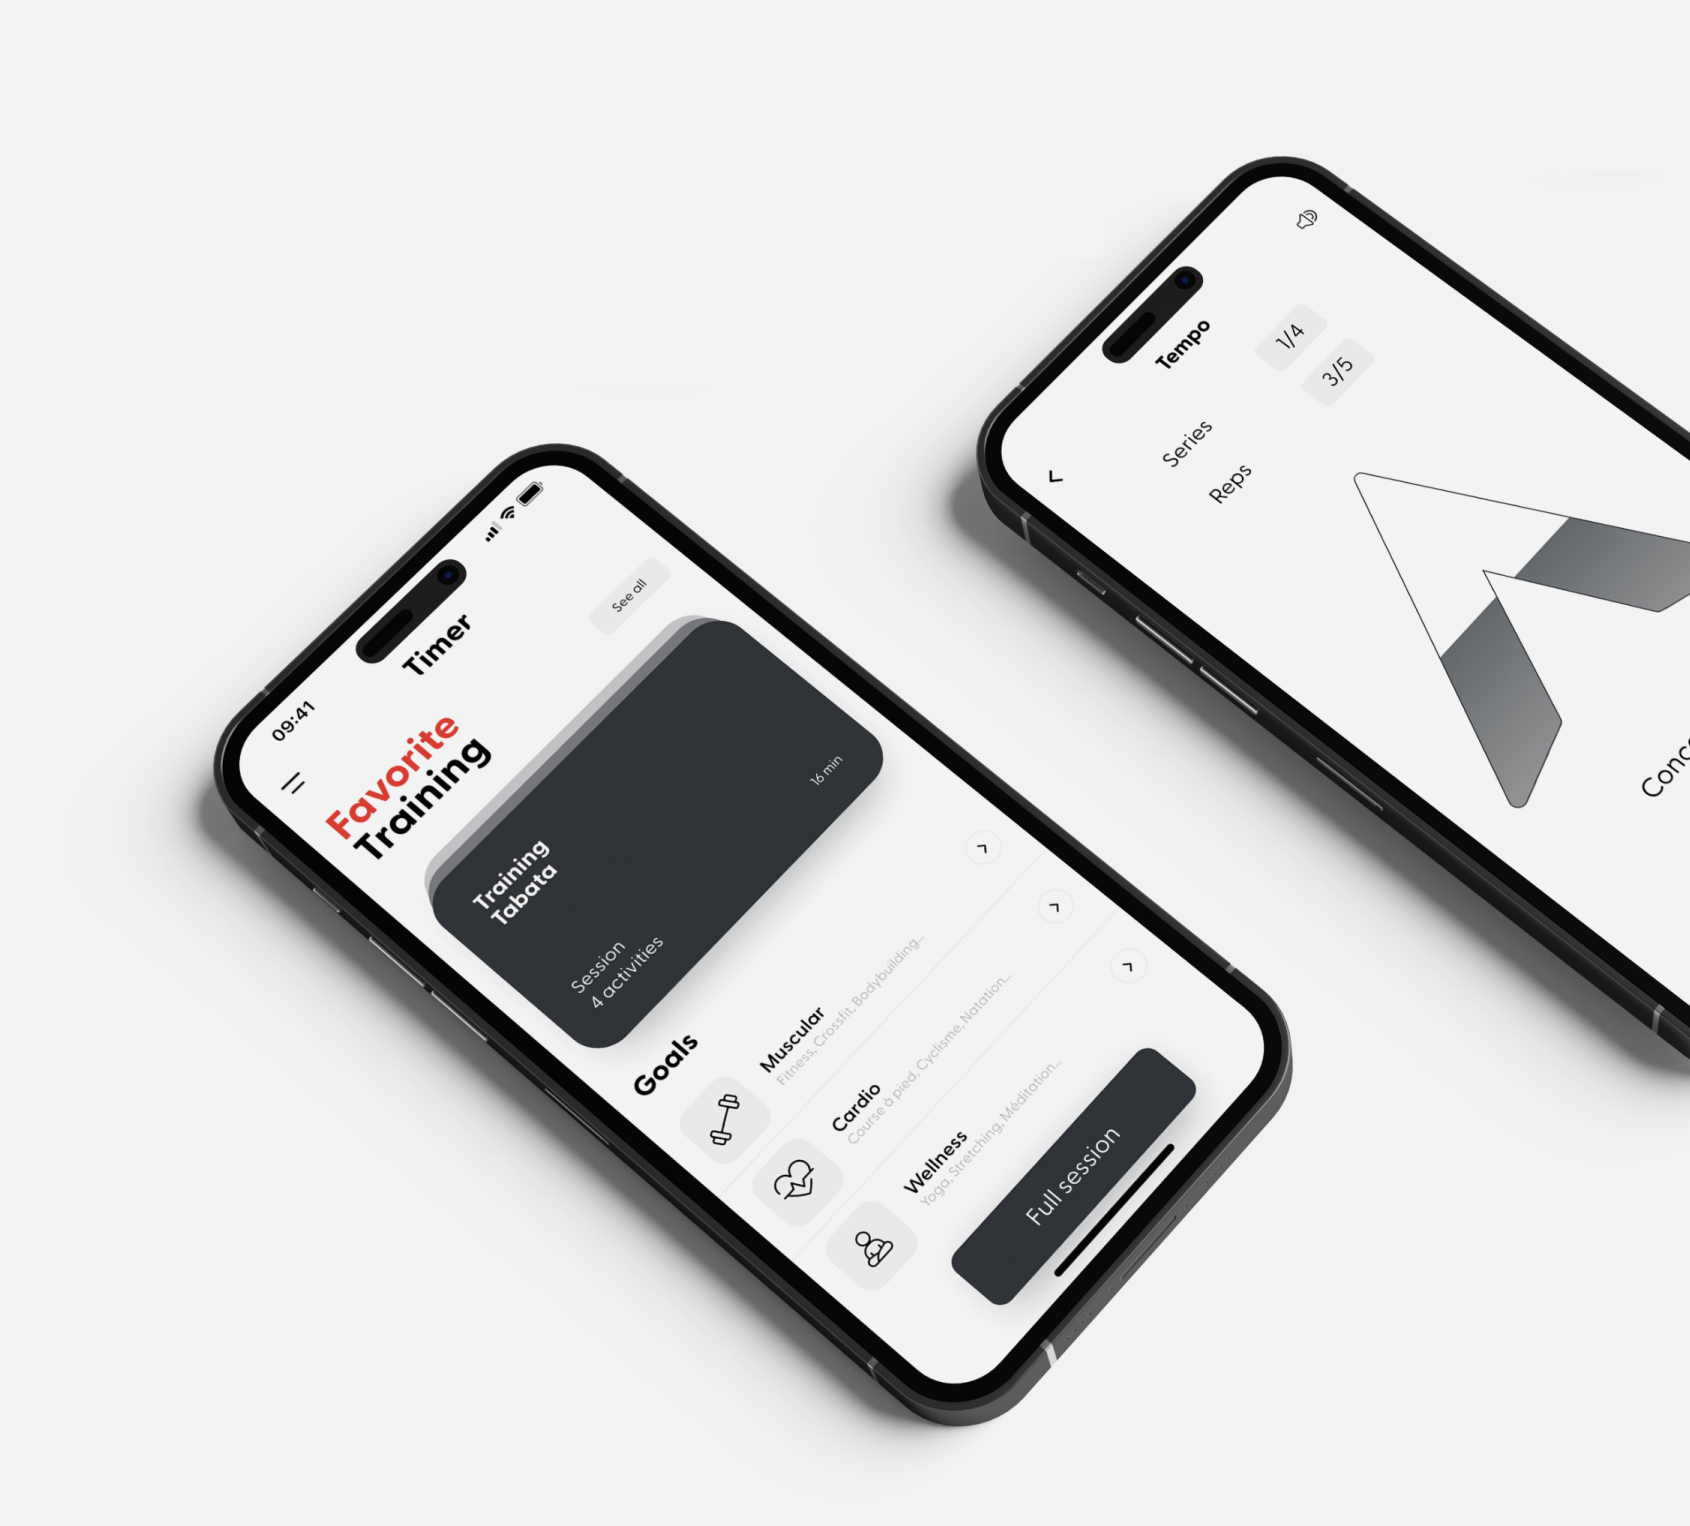 09:41
Timer
Favorite
Training
See all
Training
Tabata
16 min
Session
4 activities
Goals
Muscular
Fitness, Crossfit, Bodybuilding...
Cardio
Course à pied, Cyclisme, Natation...
Wellness
Yoga, Stretching, Méditation...
Full session
Tempo
Series 1/4
Reps 3/5